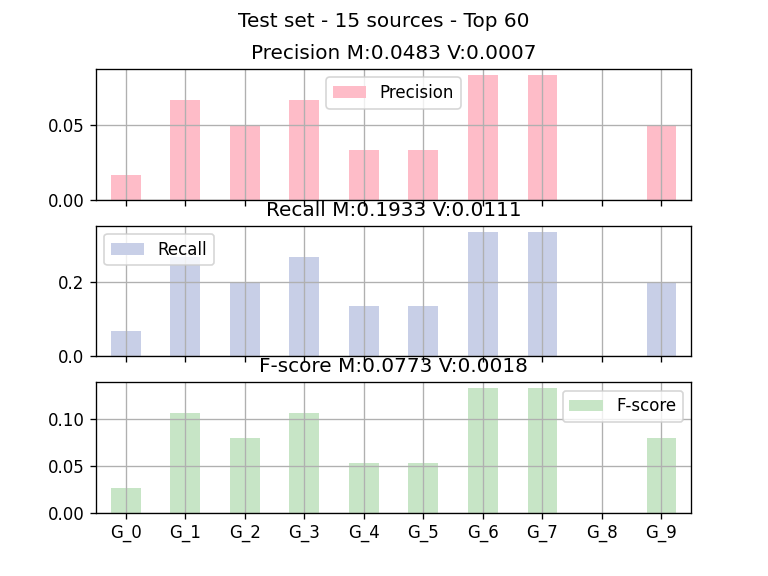 Test set - 15 sources - Top 60
Precision M:0.0483 V:0.0007
Precision
0.05
0.00
Recall M:0.1933 V:0.0111
Recall
0.2
0.0
F-score M:0.0773 V:0.0018
F-score
0.10
0.05
0.00
G_0 G_1 G_2 G_3 G_4 G_5 G_6 G_7 G_8 G_9